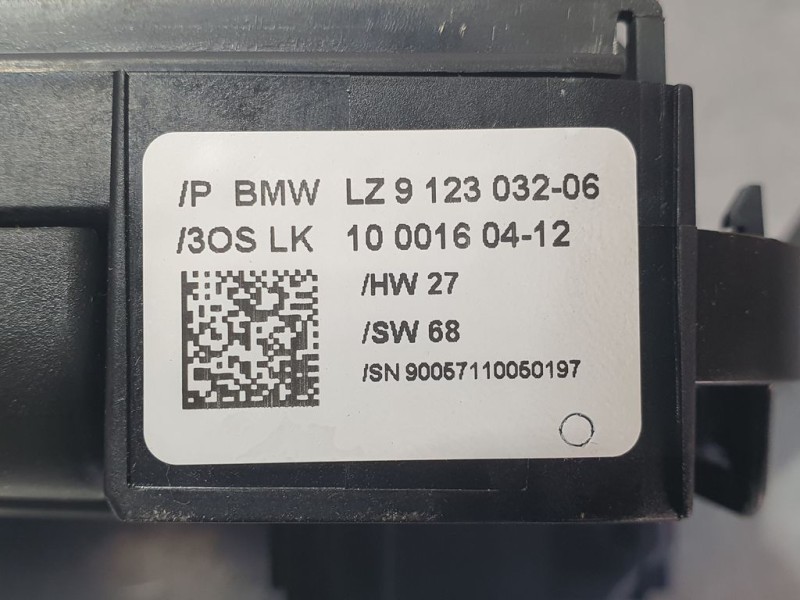 /P BMW LZ 9 123 032-06
/3OS LK 10 0016 04-12
/HW 27
/SW 68
/SN 90057110050197